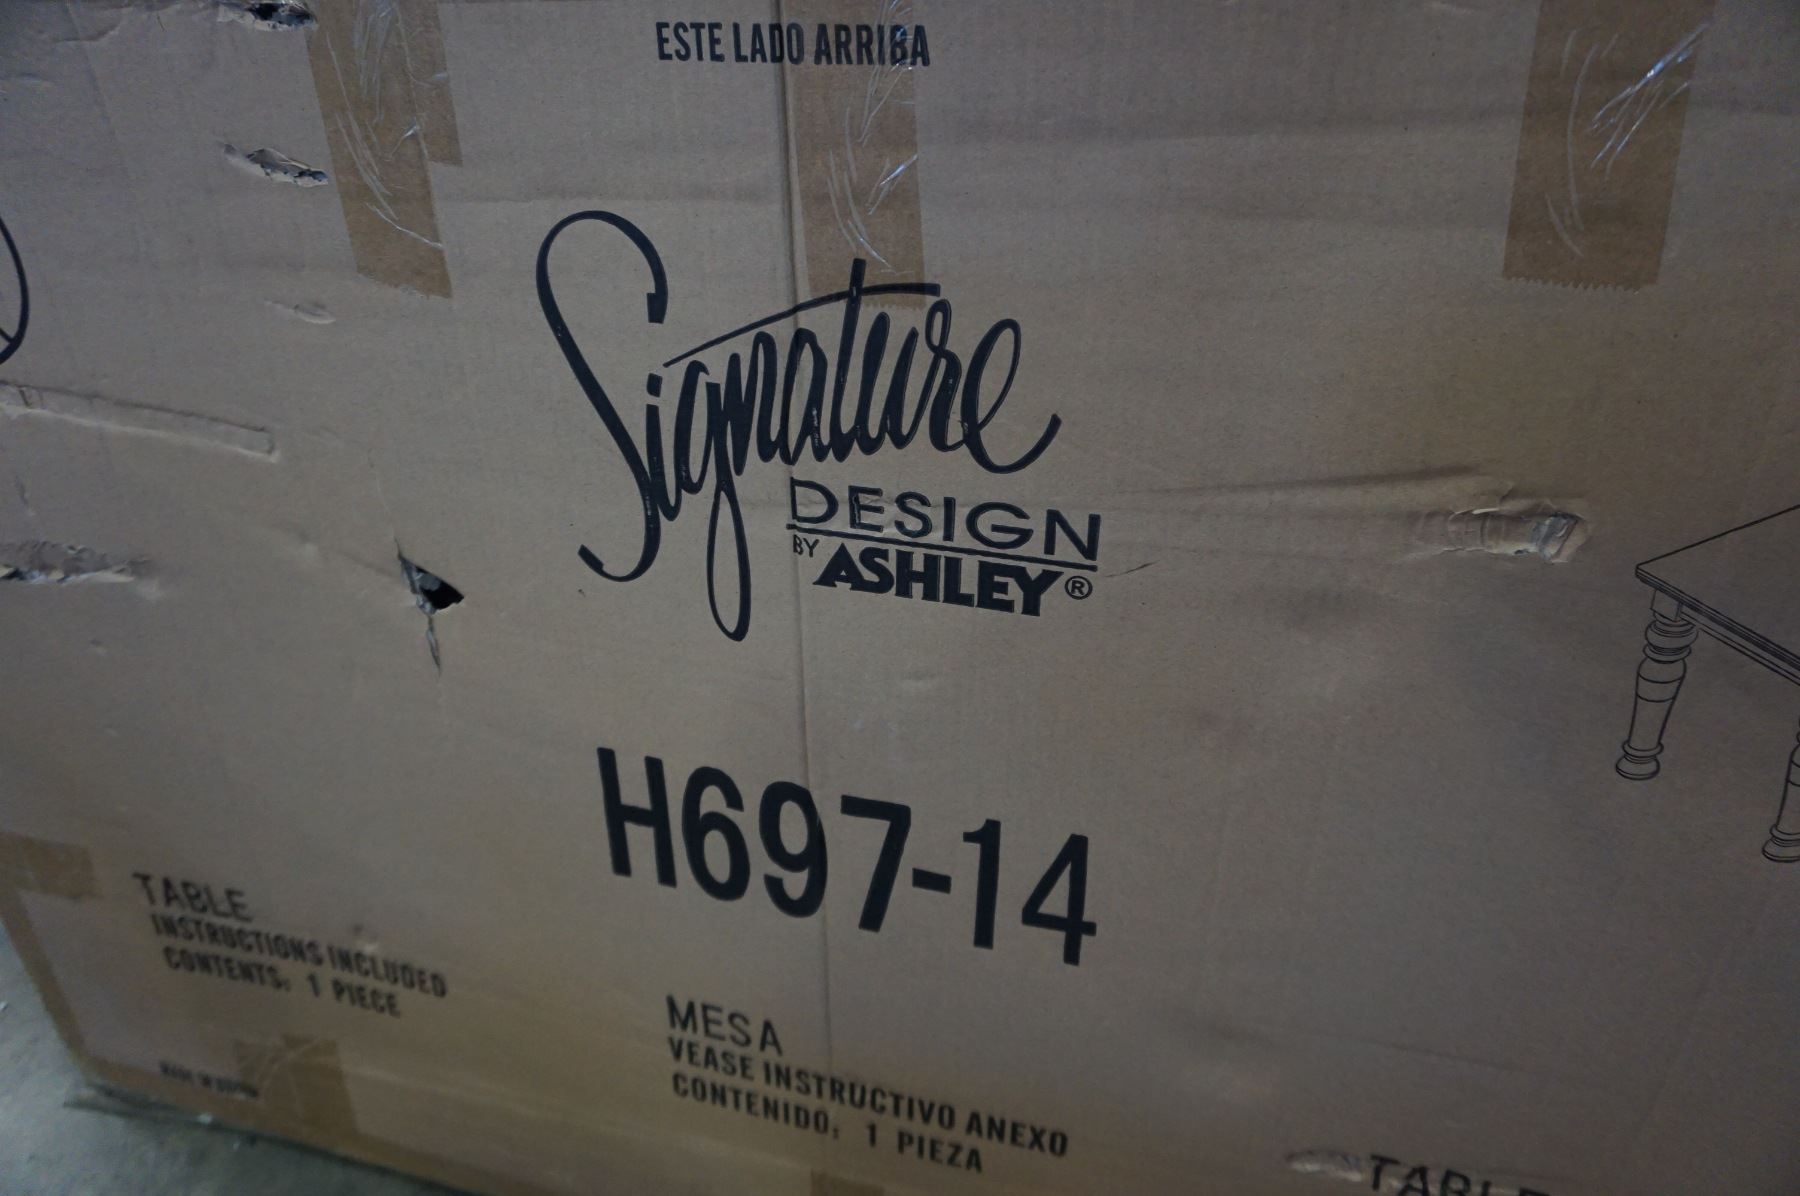 ESTE LADO ARRIBA
Signature
DESIGN
BY ASHLEY®
H697-14
TABLE
INSTRUCTIONS INCLUDED
CONTENTS: 1 PIECE
MESA
VEASE INSTRUCTIVO ANEXO
CONTENIDO: 1 PIEZA
TABLE